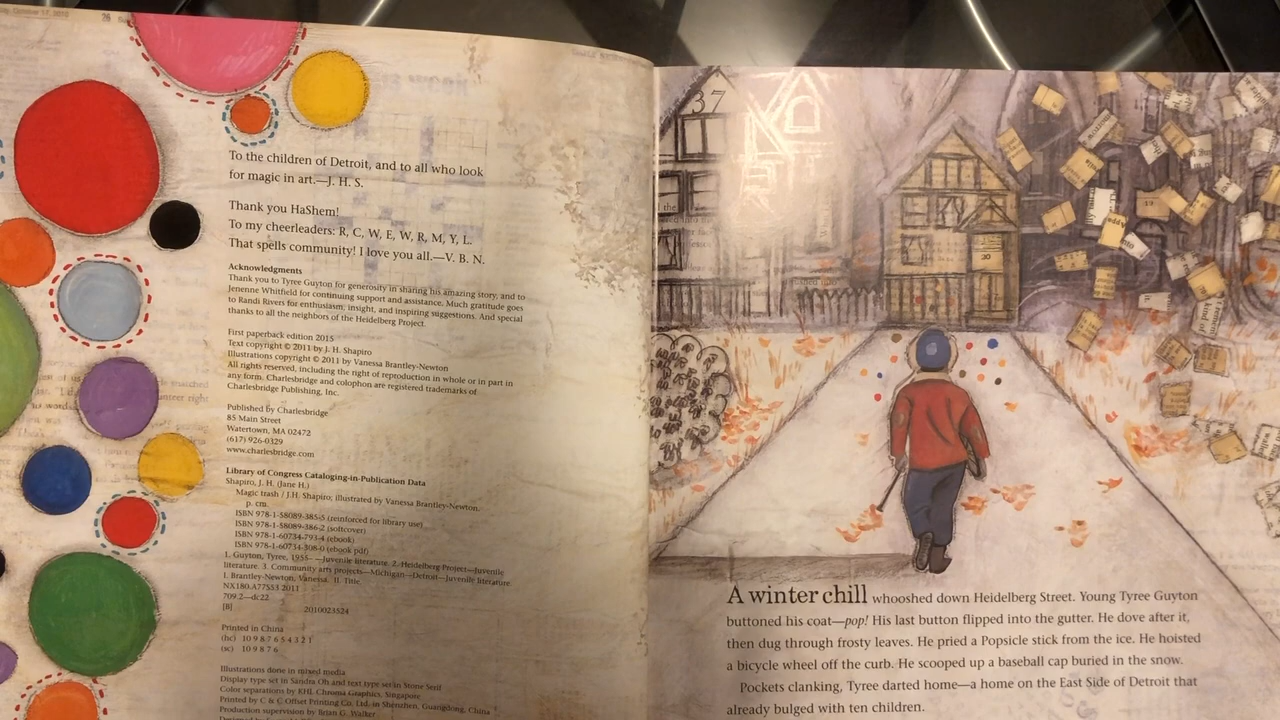 26
To the children of Detroit, and to all who look
for magic in art.—J. H. S.
Thank you HaShem!
To my cheerleaders: R, C, W, E, W, R, M, Y, L.
That spells community! I love you all.—V. B. N.
Acknowledgments
Thank you to Tyree Guyton for generosity in sharing his amazing story, and to
Jenenne Whitfield for continuing support and assistance. Much gratitude goes
to Randi Rivers for enthusiasm, insight, and inspiring suggestions. And special
thanks to all the neighbors of the Heidelberg Project.
First paperback edition 2015
Text copyright © 2011 by J. H. Shapiro
Illustrations copyright © 2011 by Vanessa Brantley-Newton
All rights reserved, including the right of reproduction in whole or in part in
any form. Charlesbridge and colophon are registered trademarks of
Charlesbridge Publishing, Inc.
Published by Charlesbridge
85 Main Street
Watertown, MA 02472
(617) 926-0329
www.charlesbridge.com
Library of Congress Cataloging-in-Publication Data
Shapiro, J. H. (Jane H.)
Magic trash / J.H. Shapiro; illustrated by Vanessa Brantley-Newton.
p. cm.
ISBN 978-1-58089-385-5 (reinforced for library use)
ISBN 978-1-58089-386-2 (softcover)
ISBN 978-1-60734-793-4 (ebook)
ISBN 978-1-60734-308-0 (ebook pdf)
1. Guyton, Tyree, 1955- —Juvenile literature. 2. Heidelberg Project—Juvenile
literature. 3. Community arts projects—Michigan—Detroit—Juvenile literature.
I. Brantley-Newton, Vanessa. II. Title.
NX180.A77S53 2011
709.2—dc22
[B] 2010023524
Printed in China
(hc) 10 9 8 7 6 5 4 3 2 1
(sc) 10 9 8 7 6
Illustrations done in mixed media
Display type set in Sandra Oh and text type set in Stone Serif
Color separations by KHL Chroma Graphics, Singapore
Printed by C & C Offset Printing Co. Ltd. in Shenzhen, Guangdong, China
Production supervision by Brian G. Walker
37
20
A winter chill whooshed down Heidelberg Street. Young Tyree Guyton
buttoned his coat—pop! His last button flipped into the gutter. He dove after it,
then dug through frosty leaves. He pried a Popsicle stick from the ice. He hoisted
a bicycle wheel off the curb. He scooped up a baseball cap buried in the snow.
Pockets clanking, Tyree darted home—a home on the East Side of Detroit that
already bulged with ten children.